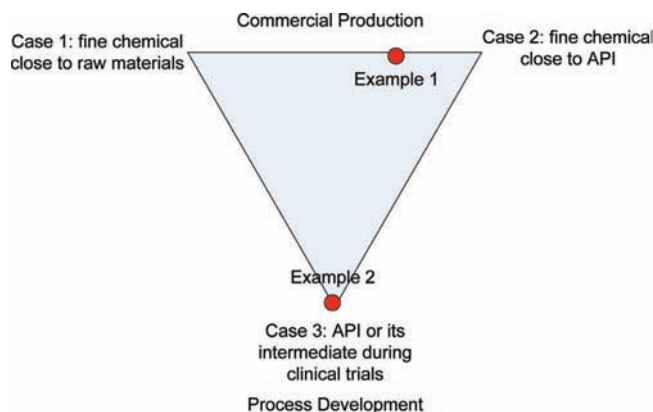 Commercial Production
Case 1: fine chemical
close to raw materials
Case 2: fine chemical
close to API
Example 1
Example 2
Case 3: API or its
intermediate during
clinical trials
Process Development